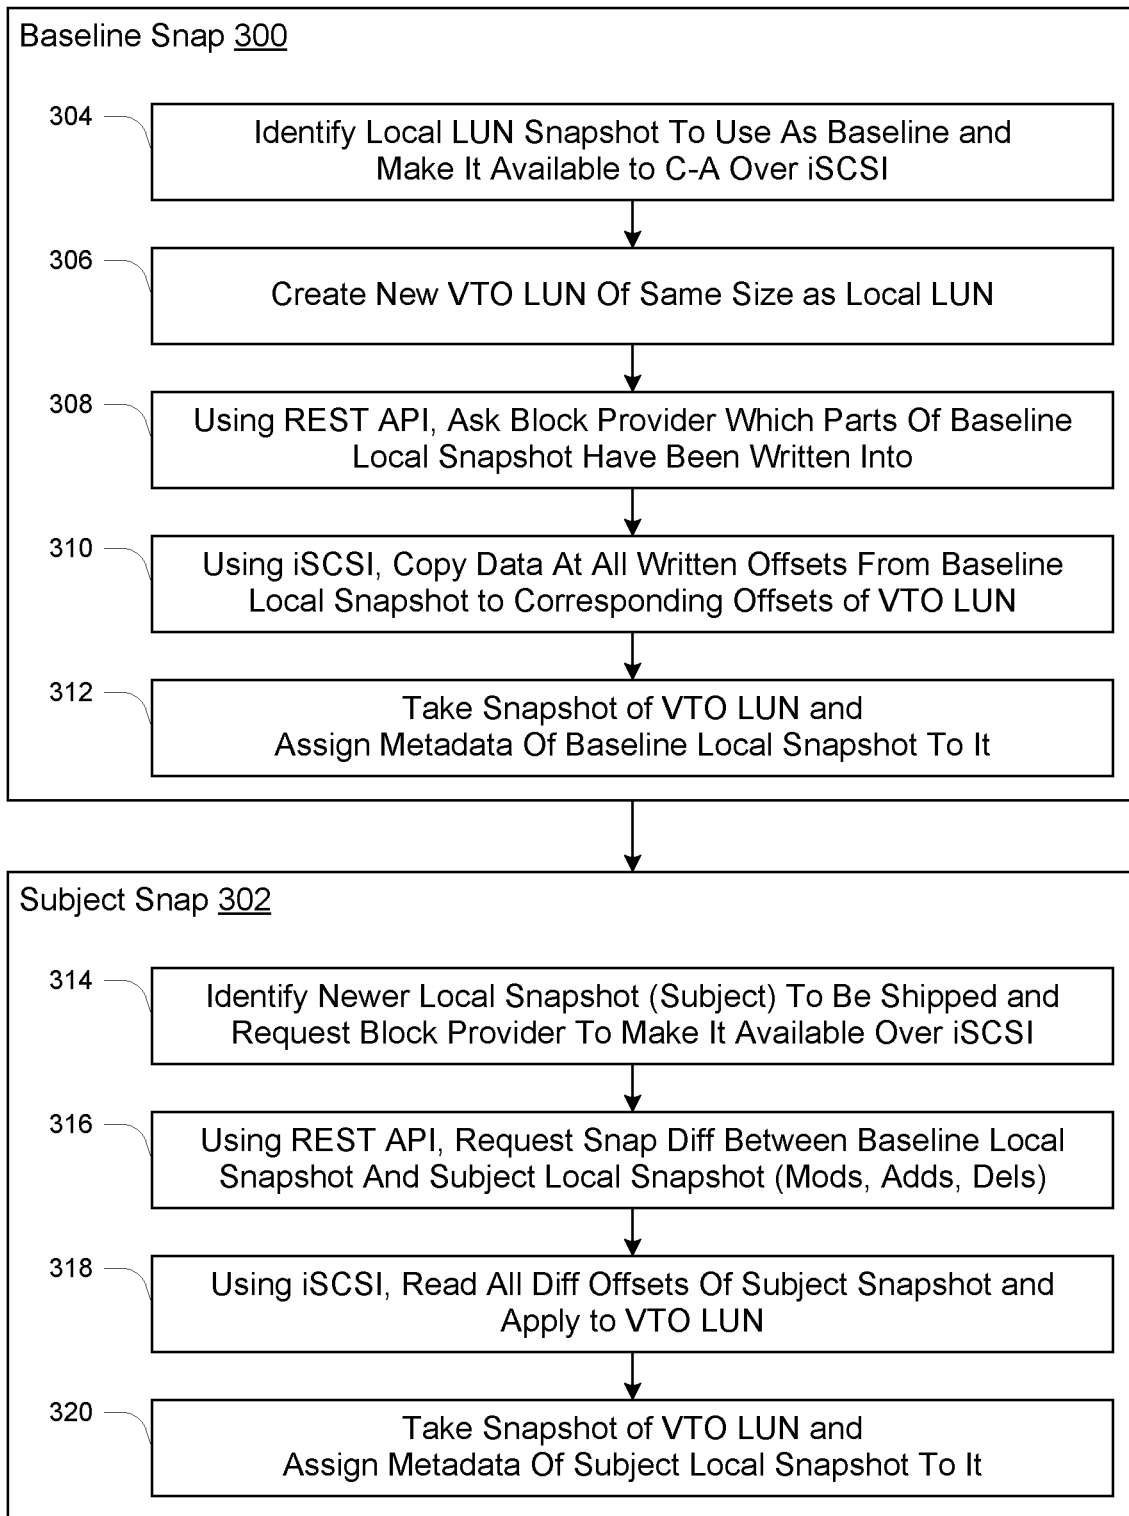 Baseline Snap 300
304
Identify Local LUN Snapshot To Use As Baseline and
Make It Available to C-A Over iSCSI
306
Create New VTO LUN Of Same Size as Local LUN
308
Using REST API, Ask Block Provider Which Parts Of Baseline
Local Snapshot Have Been Written Into
310
Using iSCSI, Copy Data At All Written Offsets From Baseline
Local Snapshot to Corresponding Offsets of VTO LUN
312
Take Snapshot of VTO LUN and
Assign Metadata Of Baseline Local Snapshot To It
Subject Snap 302
314
Identify Newer Local Snapshot (Subject) To Be Shipped and
Request Block Provider To Make It Available Over iSCSI
316
Using REST API, Request Snap Diff Between Baseline Local
Snapshot And Subject Local Snapshot (Mods, Adds, Dels)
318
Using iSCSI, Read All Diff Offsets Of Subject Snapshot and
Apply to VTO LUN
320
Take Snapshot of VTO LUN and
Assign Metadata Of Subject Local Snapshot To It